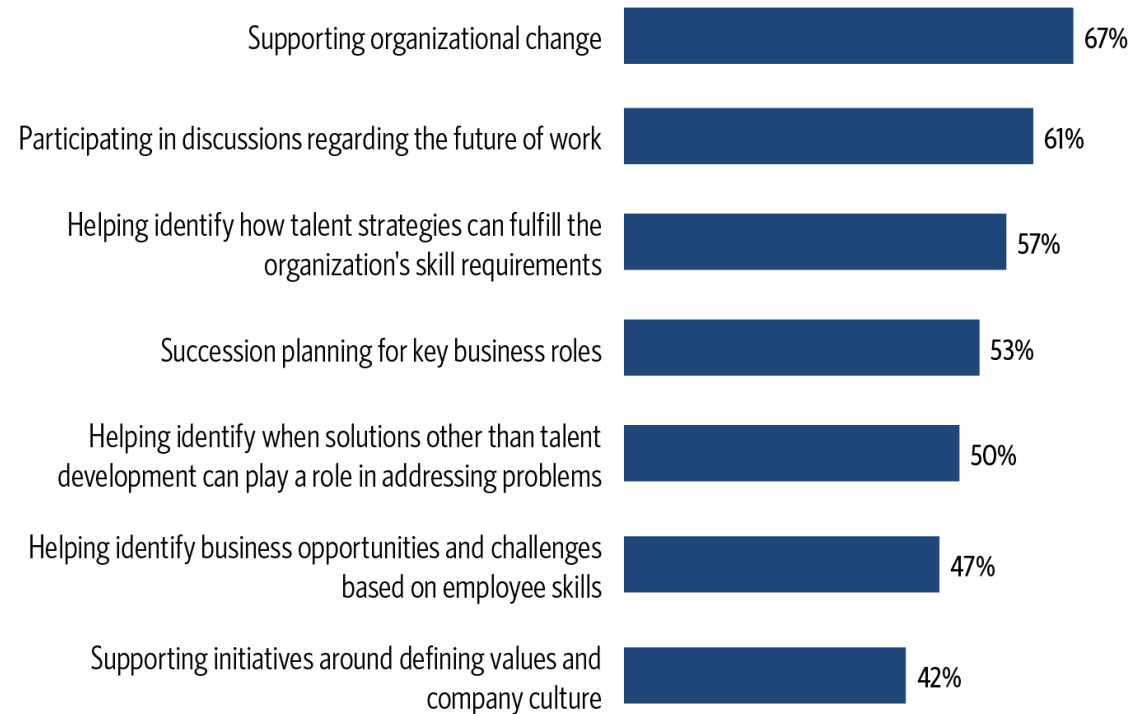 Supporting organizational change 67%
Participating in discussions regarding the future of work 61%
Helping identify how talent strategies can fulfill the
organization's skill requirements 57%
Succession planning for key business roles 53%
Helping identify when solutions other than talent
development can play a role in addressing problems 50%
Helping identify business opportunities and challenges
based on employee skills 47%
Supporting initiatives around defining values and
company culture 42%